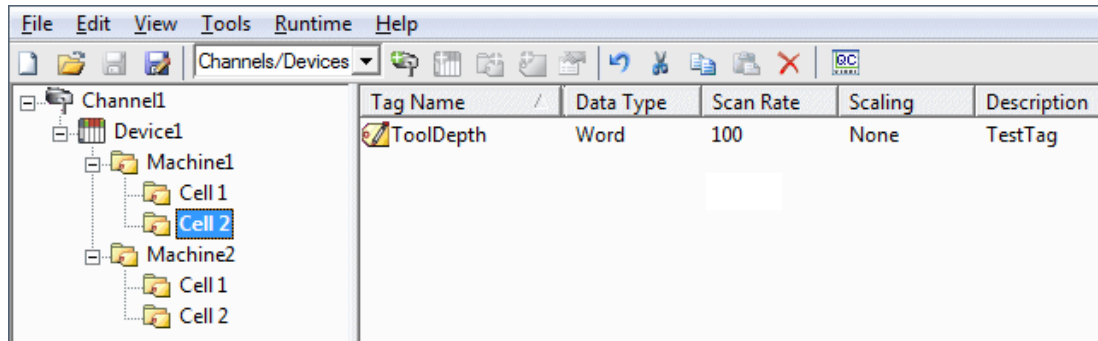 File Edit View Tools Runtime Help
Channels/Devices QC
Channel1
Device1
Machine1
Cell 1
Cell 2
Machine2
Cell 1
Cell 2
Tag Name Data Type Scan Rate Scaling Description
ToolDepth Word 100 None TestTag